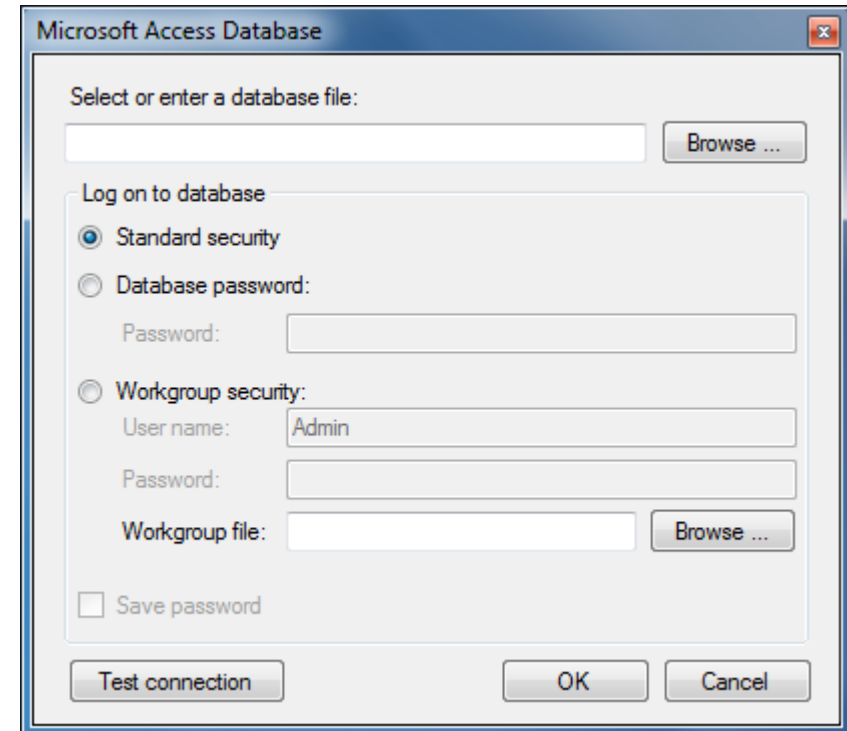 Microsoft Access Database
Select or enter a database file:
Browse ...
Log on to database
Standard security
Database password:
Password:
Workgroup security:
User name: Admin
Password:
Workgroup file: Browse ...
Save password
Test connection OK Cancel